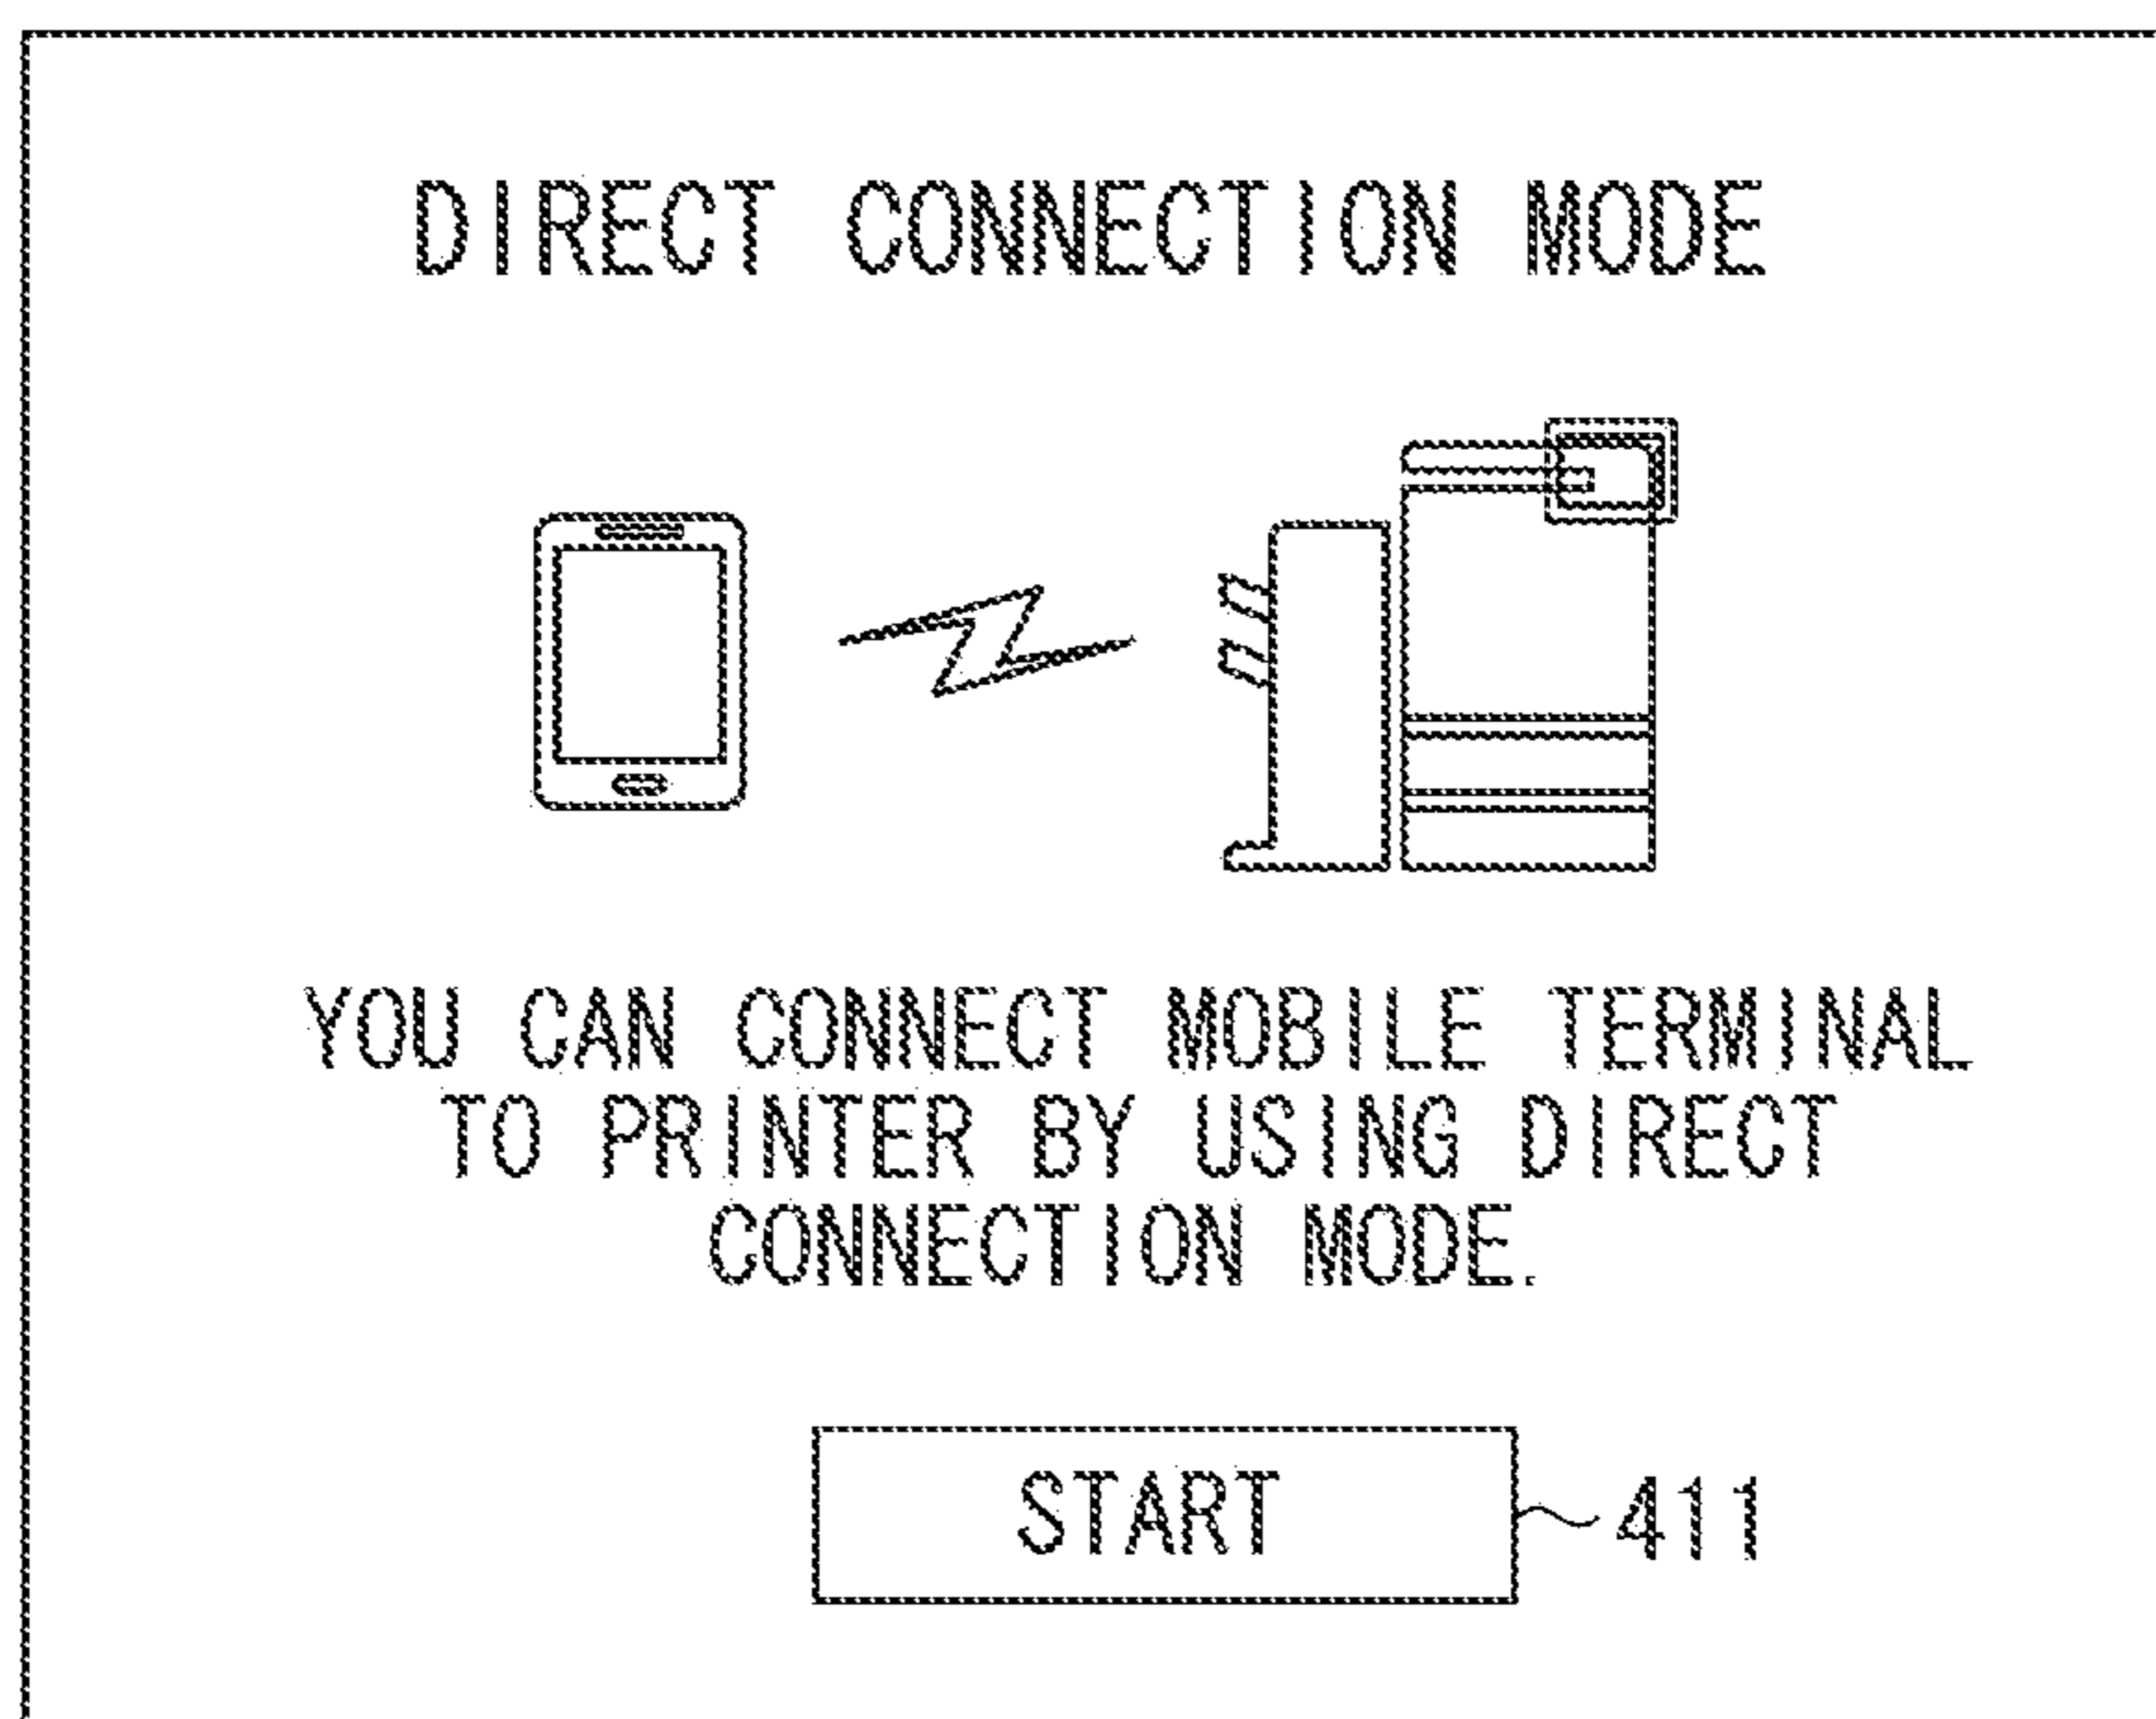 DIRECT CONNECTION MODE
YOU CAN CONNECT MOBILE TERMINAL
TO PRINTER BY USING DIRECT
CONNECTION MODE.
START
411